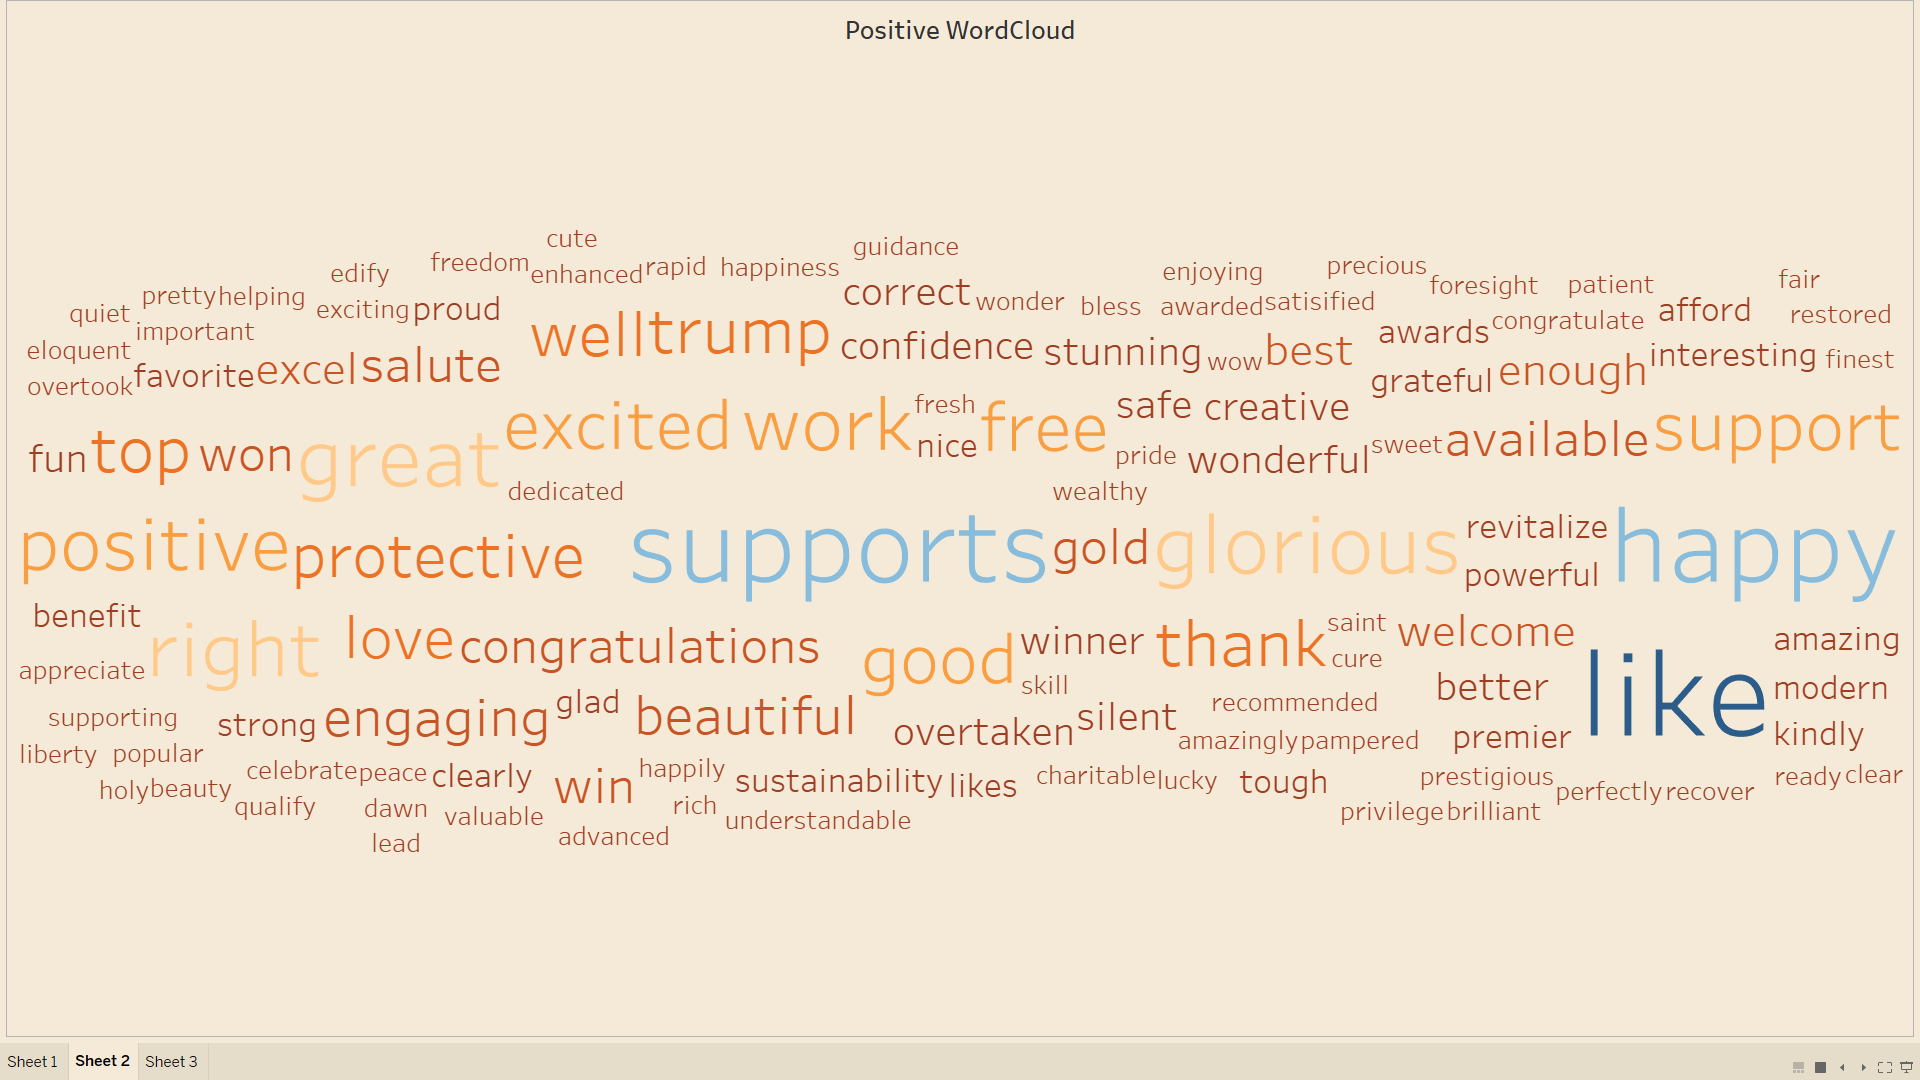 Positive WordCloud
cute
guidance
freedom
edify
enhanced
rapid
happiness
enjoying
precious
foresight
patient
fair
pretty
helping
quiet
exciting
proud
correct
wonder
bless
awarded
satisified
afford
restored
important
well
trump
congratulate
awards
eloquent
favorite
excel
salute
confidence
stunning
wow
best
interesting
finest
overtook
grateful
enough
excited
work
fresh
free
safe
creative
support
fun
top
won
great
nice
pride
wonderful
sweet
available
dedicated
wealthy
positive
protective
supports
gold
glorious
revitalize
happy
powerful
benefit
right
love
congratulations
good
winner
thank
saint
welcome
amazing
appreciate
cure
like
skill
better
modern
supporting
strong
engaging
glad
beautiful
overtaken
silent
recommended
liberty
popular
amazingly
pampered
premier
kindly
celebrate
peace
clearly
win
happily
sustainability
likes
charitable
lucky
tough
prestigious
perfectly
recover
ready
clear
holy
beauty
qualify
dawn
valuable
rich
understandable
privilege
brilliant
lead
advanced
Sheet 1 Sheet 2 Sheet 3